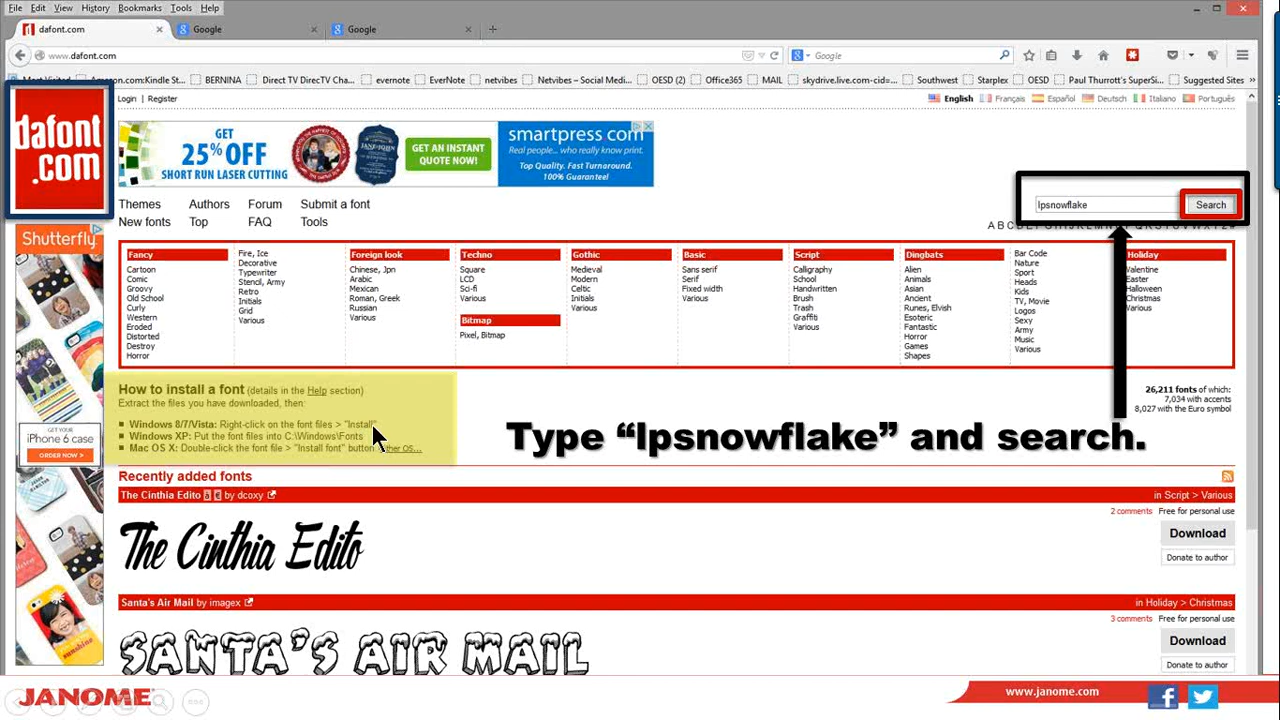 File Edit View History Bookmarks Tools Help
dafont.com
Google
Google
www.dafont.com
Google
Most Visited
Amazon.com:Kindle St...
BERNINA
Direct TV DirecTV Cha...
evernote
EverNote
netvibes
Netvibes – Social Medi...
OESD (2)
Office365
MAIL
skydrive.live.com-cid=...
Southwest
Starplex
OESD
Paul Thurrott's SuperSi...
Suggested Sites
dafont
.com
Login | Register
English Français Español Deutsch Italiano Português
GET
25% OFF
SHORT RUN LASER CUTTING
GET AN INSTANT
QUOTE NOW!
smartpress.com
Real people... who really know print.
Top Quality. Fast Turnaround.
100% Guaranteed!
Themes Authors Forum Submit a font
New fonts Top FAQ Tools
lpsnowflake
Search
Shutterfly
Fancy
Cartoon
Comic
Groovy
Old School
Curly
Western
Eroded
Distorted
Destroy
Horror
Fire, Ice
Decorative
Typewriter
Stencil, Army
Retro
Initials
Grid
Various
Foreign look
Chinese, Jpn
Arabic
Mexican
Roman, Greek
Russian
Various
Techno
Square
LCD
Sci-fi
Various
Bitmap
Pixel, Bitmap
Gothic
Medieval
Modern
Celtic
Initials
Various
Basic
Sans serif
Serif
Fixed width
Various
Script
Calligraphy
School
Handwritten
Brush
Trash
Graffiti
Various
Dingbats
Alien
Animals
Asian
Ancient
Runes, Elvish
Esoteric
Fantastic
Horror
Games
Shapes
Bar Code
Nature
Sport
Heads
Kids
TV, Movie
Logos
Sexy
Army
Music
Various
Holiday
Valentine
Easter
Halloween
Christmas
Various
How to install a font (details in the Help section)
Extract the files you have downloaded, then:
Windows 8/7/Vista: Right-click on the font files > "Install"
Windows XP: Put the font files into C:\Windows\Fonts
Mac OS X: Double-click the font file > "Install font" button
26,211 fonts of which:
7,034 with accents
8,027 with the Euro symbol
Type “lpsnowflake” and search.
GET YOUR
iPhone 6 case
ORDER NOW >
Recently added fonts
The Cinthia Edito à € by dcoxy
in Script > Various
2 comments Free for personal use
The Cinthia Edito
Download
Donate to author
Santa's Air Mail by imagex
in Holiday > Christmas
3 comments Free for personal use
SANTA'S AIR MAIL
Download
Donate to author
JANOME
www.janome.com